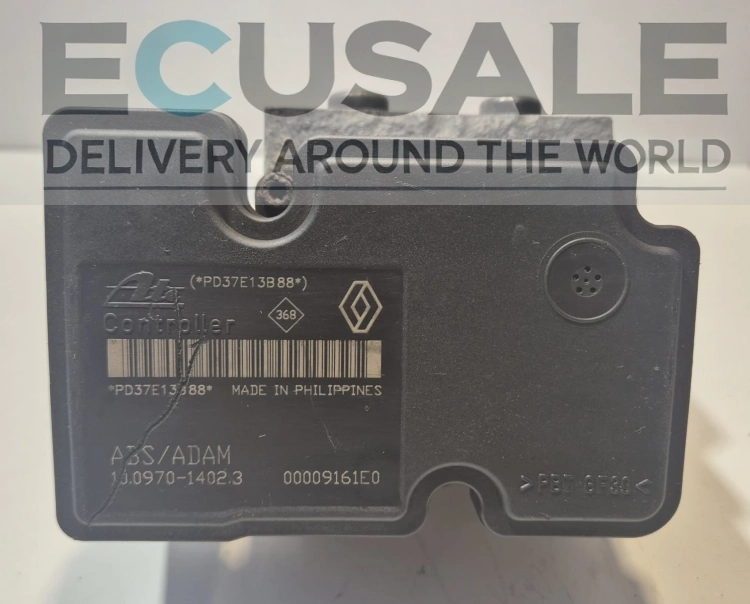 ECUSALE
DELIVERY AROUND THE WORLD
Ate (*PD37E13B88*)
Controller 368
*PD37E13B88* MADE IN PHILIPPINES
ABS/ADAM
10.0970-1402.3 00009161E0
>PBT GF30<